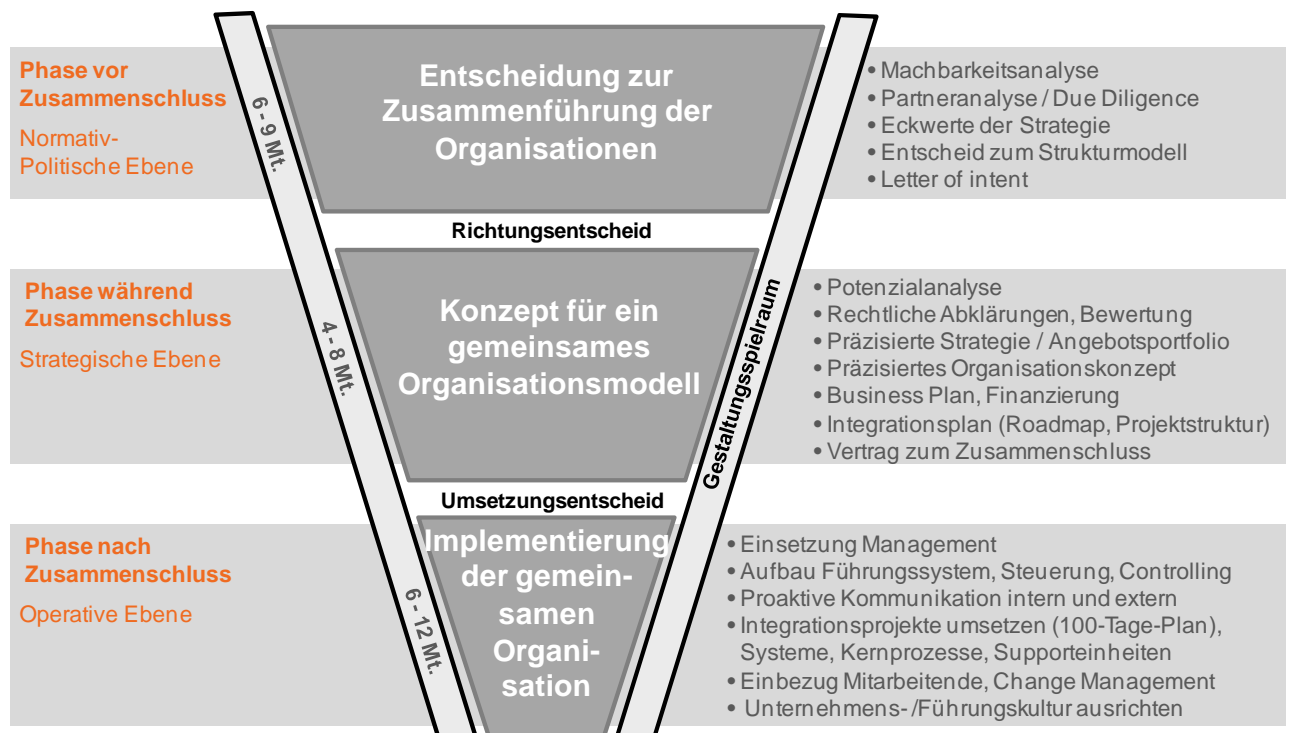 Phase vor
Zusammenschluss
Normativ-
Politische Ebene
6 - 9 Mt.
Entscheidung zur
Zusammenführung der
Organisationen
• Machbarkeitsanalyse
• Partneranalyse / Due Diligence
• Eckwerte der Strategie
• Entscheid zum Strukturmodell
• Letter of intent
Richtungsentscheid
Phase während
Zusammenschluss
Strategische Ebene
4 - 8 Mt.
Konzept für ein
gemeinsames
Organisationsmodell
Gestaltungsspielraum
• Potenzialanalyse
• Rechtliche Abklärungen, Bewertung
• Präzisierte Strategie / Angebotsportfolio
• Präzisiertes Organisationskonzept
• Business Plan, Finanzierung
• Integrationsplan (Roadmap, Projektstruktur)
• Vertrag zum Zusammenschluss
Umsetzungsentscheid
Phase nach
Zusammenschluss
Operative Ebene
6 - 12 Mt.
Implementierung
der gemein-
samen
Organi-
sation
• Einsetzung Management
• Aufbau Führungssystem, Steuerung, Controlling
• Proaktive Kommunikation intern und extern
• Integrationsprojekte umsetzen (100-Tage-Plan),
Systeme, Kernprozesse, Supporteinheiten
• Einbezug Mitarbeitende, Change Management
• Unternehmens-/Führungskultur ausrichten